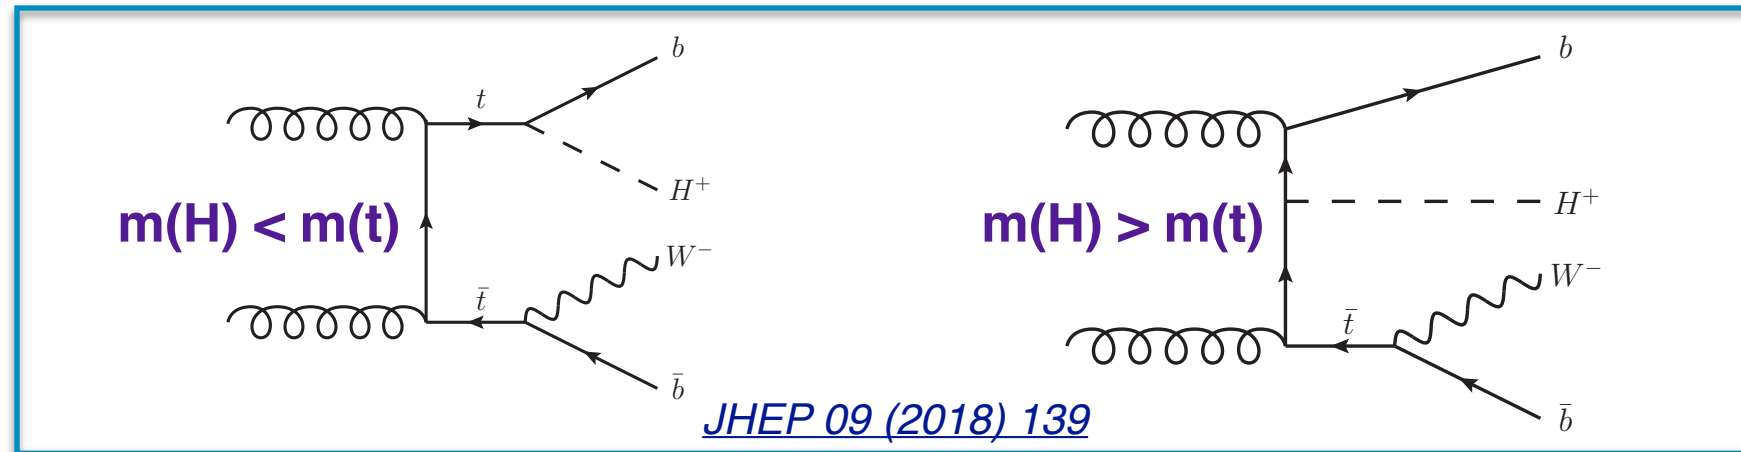 b
t
H⁺
m(H) < m(t)
W⁻
t̄
b̄
b
H⁺
m(H) > m(t)
W⁻
t̄
b̄
JHEP 09 (2018) 139